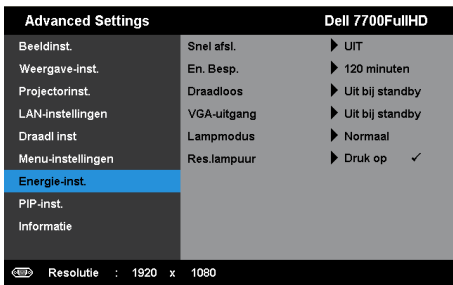 Advanced Settings Dell 7700FullHD
Beeldinst. Snel afsl. UIT
Weergave-inst. En. Besp. 120 minuten
Projectorinst. Draadloos Uit bij standby
LAN-instellingen VGA-uitgang Uit bij standby
Draadl inst Lampmodus Normaal
Menu-instellingen Res.lampuur Druk op ✓
Energie-inst.
PIP-inst.
Informatie
Resolutie : 1920 x 1080